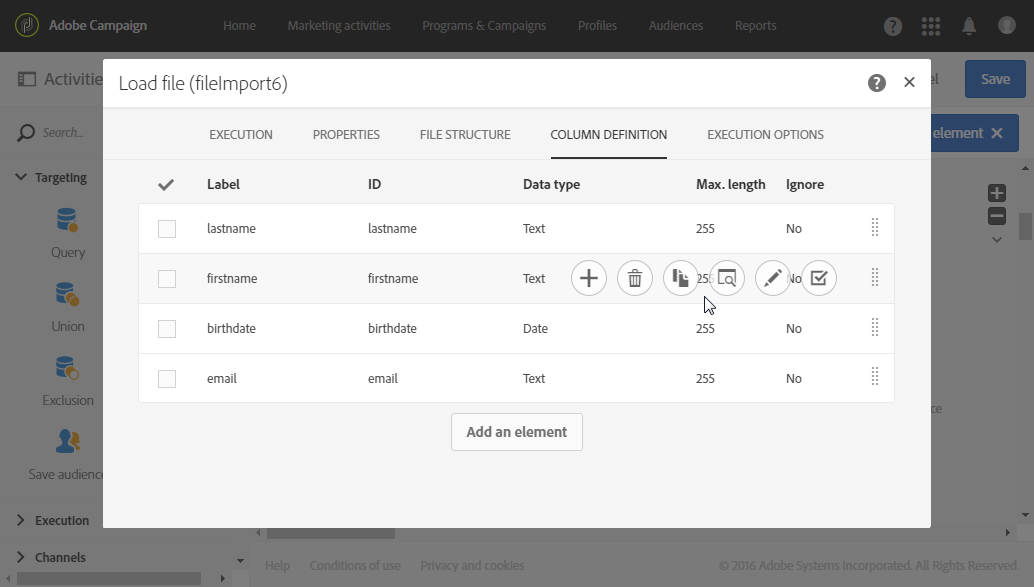 Adobe Campaign Home Marketing activities Programs & Campaigns Profiles Audiences Reports ?
Activitie el Save
Load file (fileImport6) ?
Search... element
EXECUTION PROPERTIES FILE STRUCTURE COLUMN DEFINITION EXECUTION OPTIONS
Targeting
Label ID Data type Max. length Ignore
lastname lastname Text 255 No
Query
firstname firstname Text 255 No
Union
birthdate birthdate Date 255 No
email email Text 255 No
Exclusion
ce
Add an element
Save audience
Execution
Channels
Help Conditions of use Privacy and cookies © 2016 Adobe Systems Incorporated. All Rights Reserved.